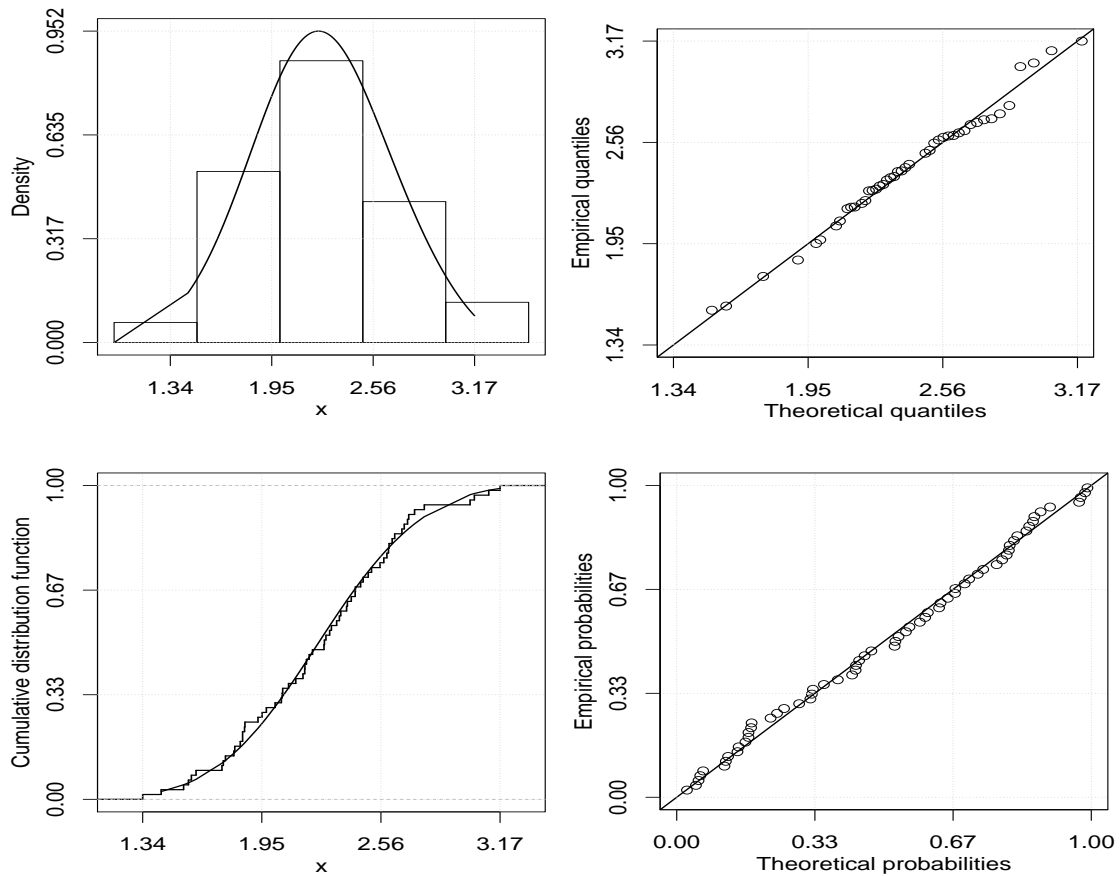 Density
0.952
0.635
0.317
0.000
1.34 1.95 2.56 3.17
x
Empirical quantiles
3.17
2.56
1.95
1.34
1.34 1.95 2.56 3.17
Theoretical quantiles
Cumulative distribution function
1.00
0.67
0.33
0.00
1.34 1.95 2.56 3.17
x
Empirical probabilities
1.00
0.67
0.33
0.00
0.00 0.33 0.67 1.00
Theoretical probabilities